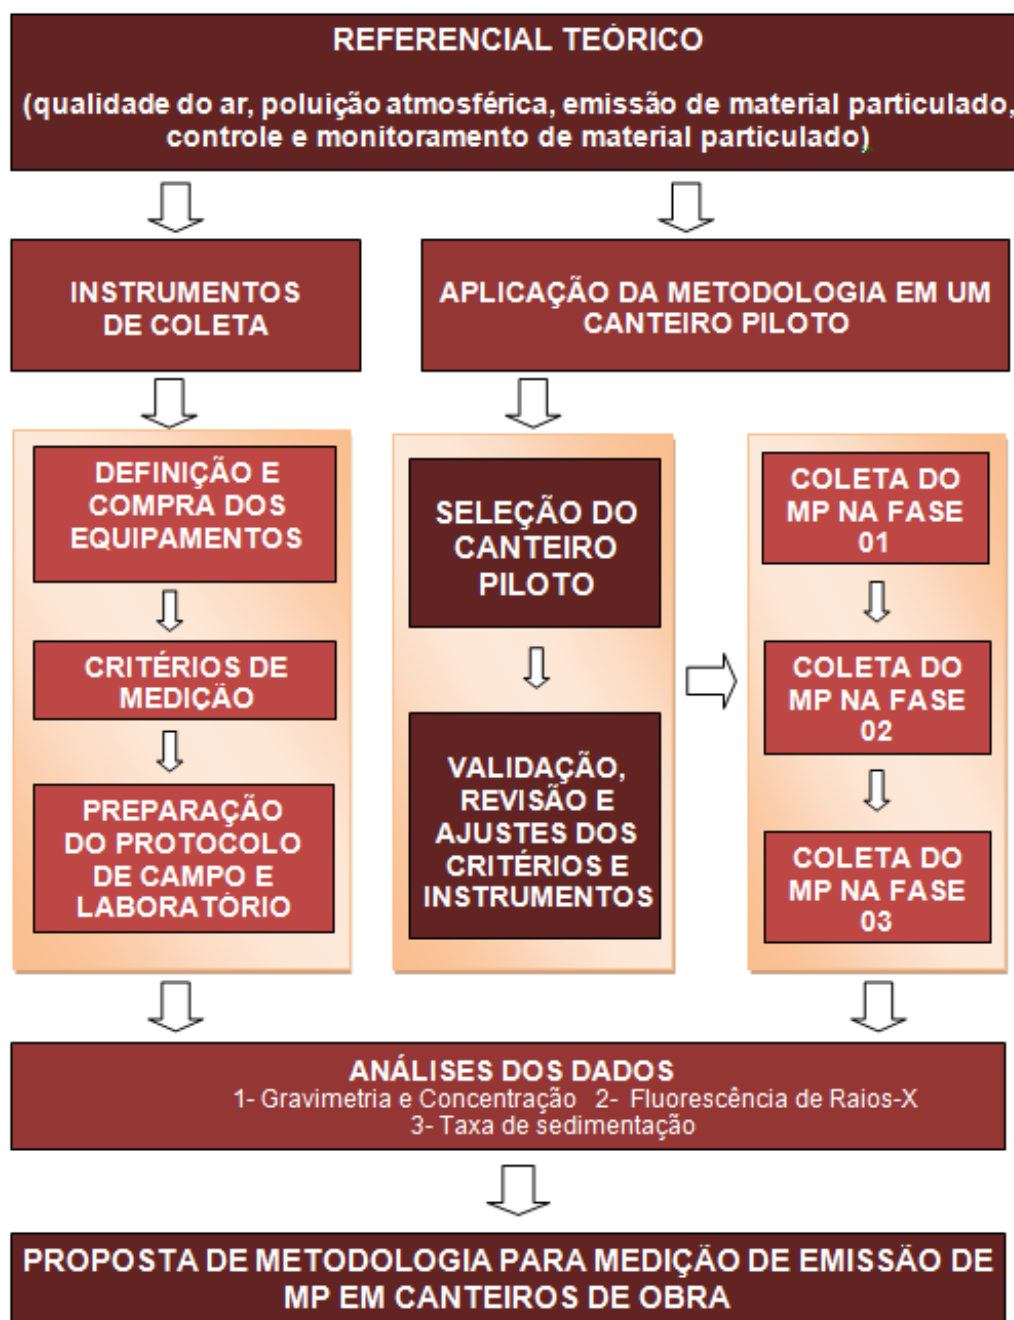 REFERENCIAL TEÓRICO
(qualidade do ar, poluição atmosférica, emissão de material particulado,
controle e monitoramento de material particulado)
INSTRUMENTOS
DE COLETA
APLICAÇÃO DA METODOLOGIA EM UM
CANTEIRO PILOTO
DEFINIÇÃO E
COMPRA DOS
EQUIPAMENTOS
CRITÉRIOS DE
MEDIÇÃO
PREPARAÇÃO
DO PROTOCOLO
DE CAMPO E
LABORATÓRIO
SELEÇÃO DO
CANTEIRO
PILOTO
VALIDAÇÃO,
REVISÃO E
AJUSTES DOS
CRITÉRIOS E
INSTRUMENTOS
COLETA DO
MP NA FASE
01
COLETA DO
MP NA FASE
02
COLETA DO
MP NA FASE
03
ANÁLISES DOS DADOS
1- Gravimetria e Concentração 2- Fluorescência de Raios-X
3- Taxa de sedimentação
PROPOSTA DE METODOLOGIA PARA MEDIÇÃO DE EMISSÃO DE
MP EM CANTEIROS DE OBRA